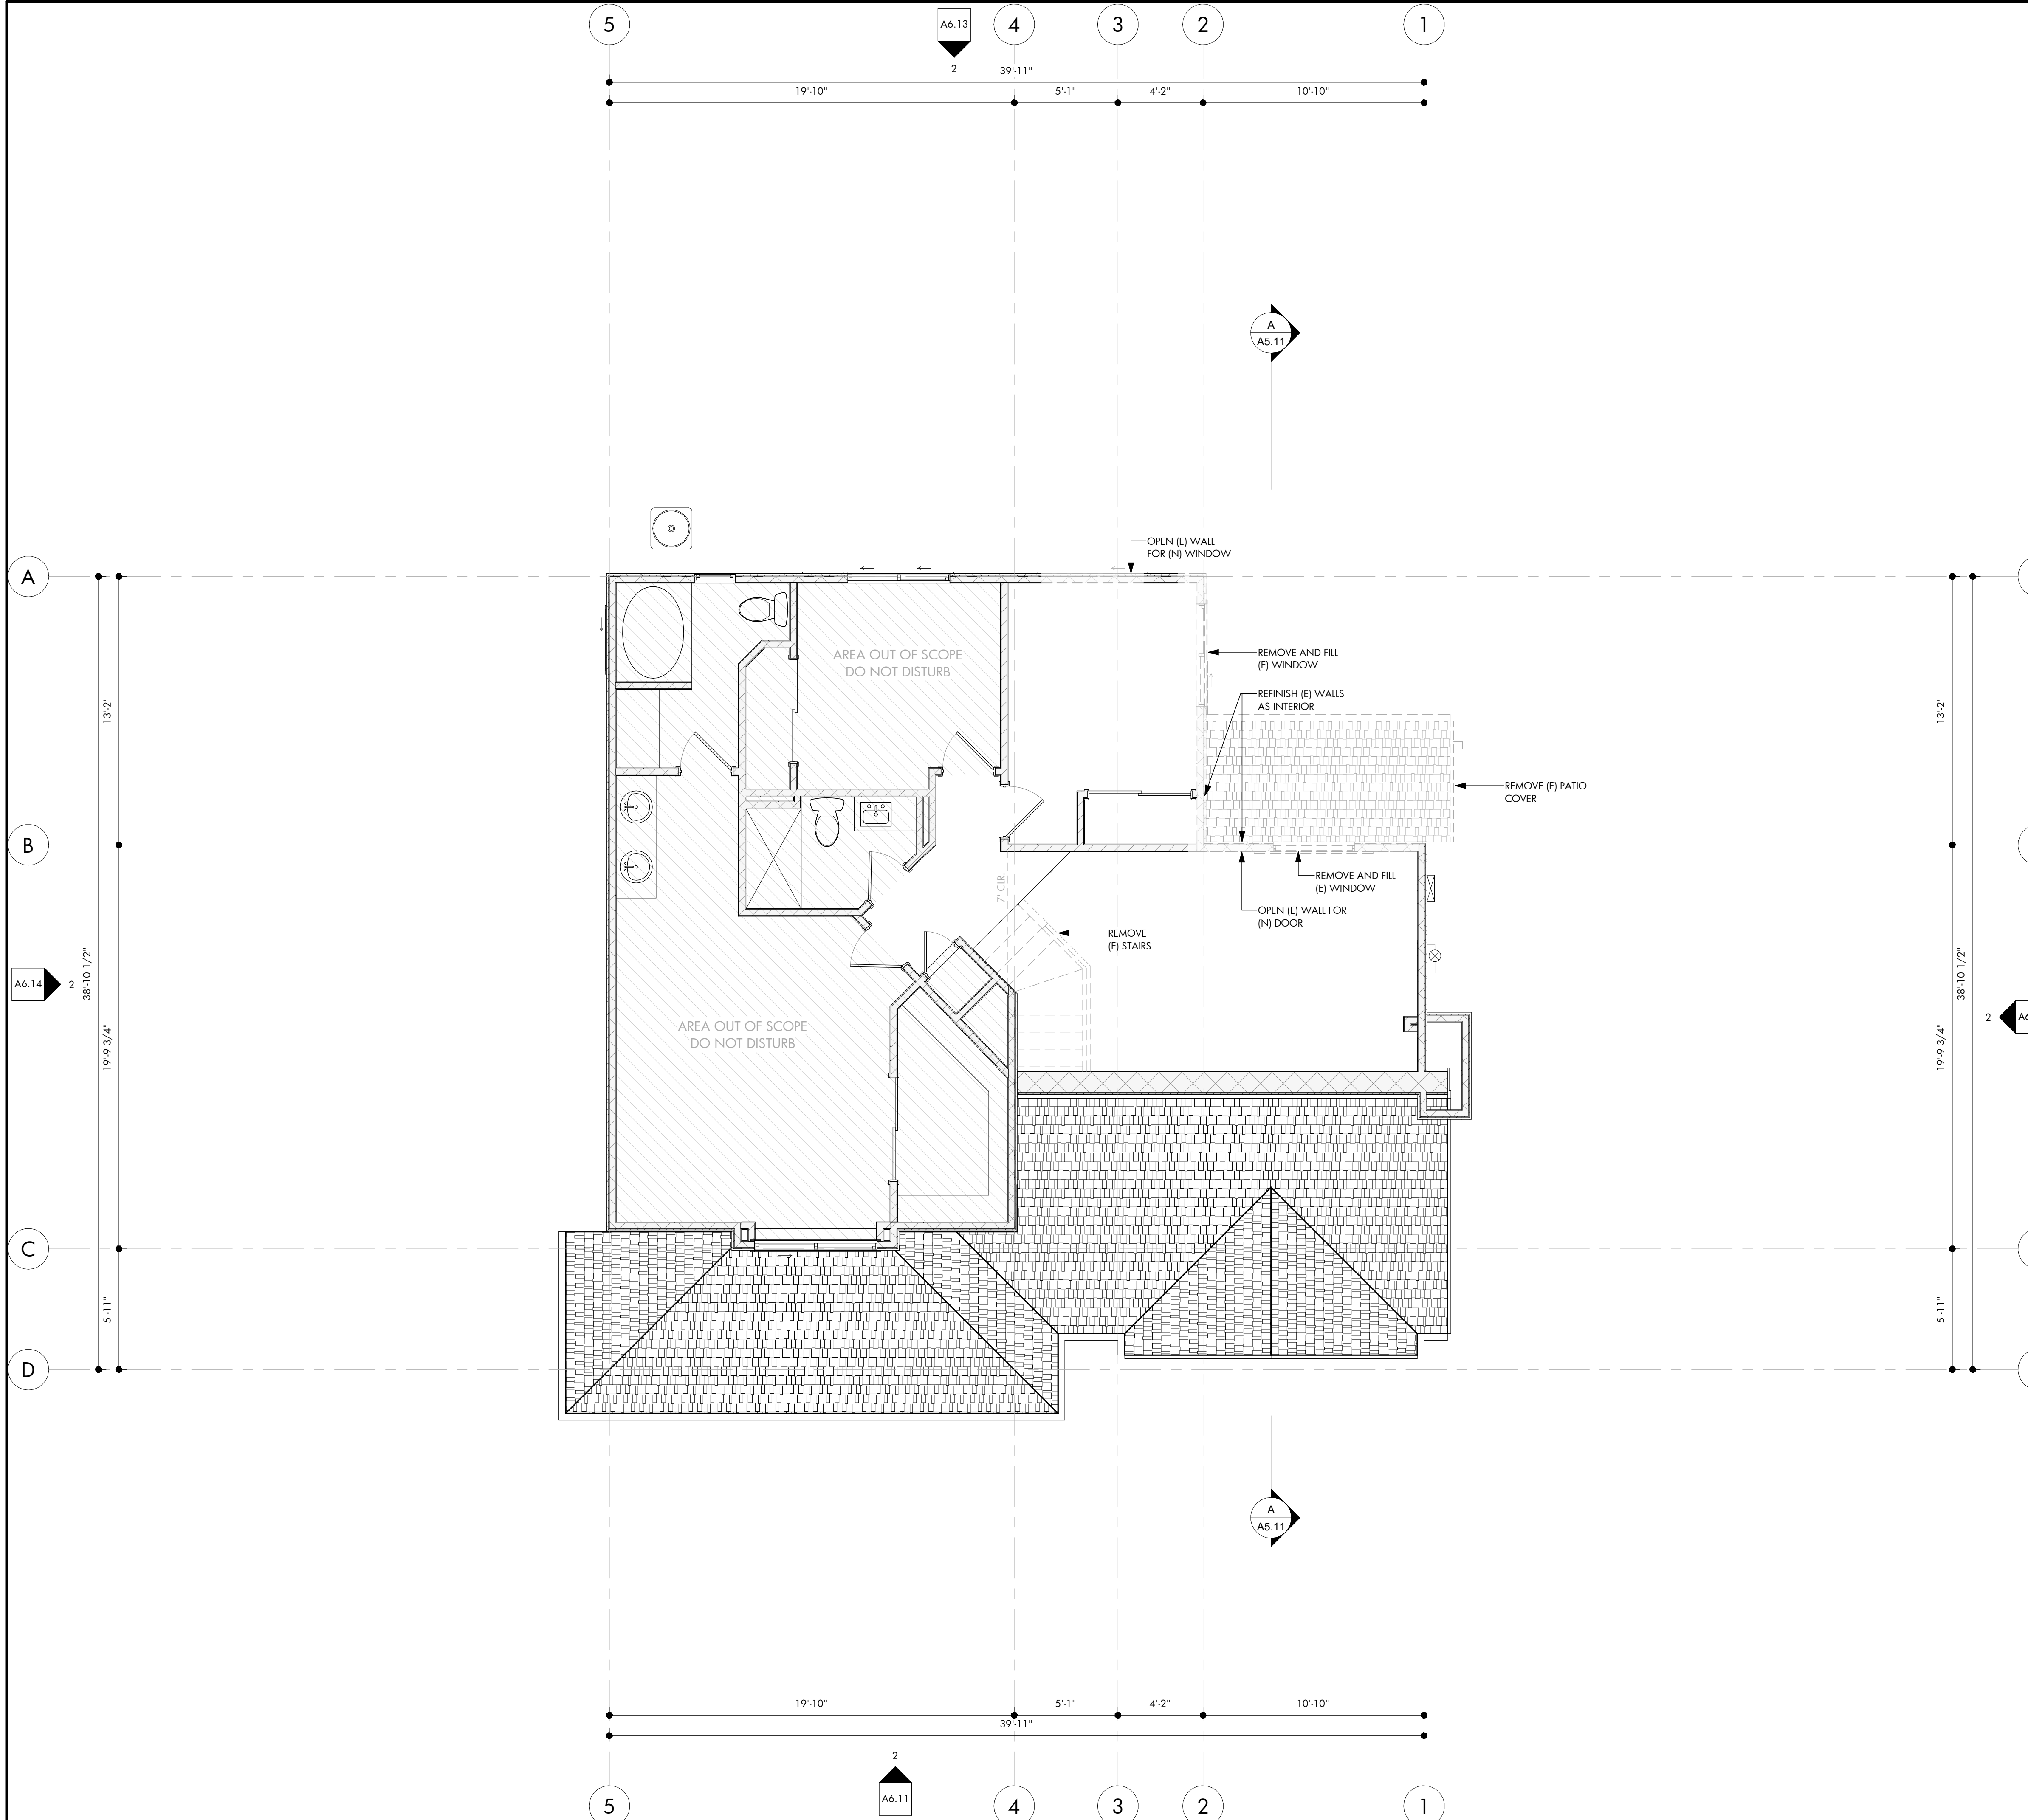 5
A6.13
4
3
2
1
2
39'-11"
19'-10"
5'-1"
4'-2"
10'-10"
A
A5.11
OPEN (E) WALL
FOR (N) WINDOW
A
AREA OUT OF SCOPE
DO NOT DISTURB
REMOVE AND FILL
(E) WINDOW
REFINISH (E) WALLS
AS INTERIOR
13'-2"
13'-2"
REMOVE (E) PATIO
COVER
B
7' CLR.
REMOVE AND FILL
(E) WINDOW
OPEN (E) WALL FOR
(N) DOOR
REMOVE
(E) STAIRS
A6.14
2
38'-10 1/2"
38'-10 1/2"
2
19'-9 3/4"
19'-9 3/4"
AREA OUT OF SCOPE
DO NOT DISTURB
C
5'-11"
5'-11"
D
A
A5.11
19'-10"
5'-1"
4'-2"
10'-10"
39'-11"
2
A6.11
5
4
3
2
1